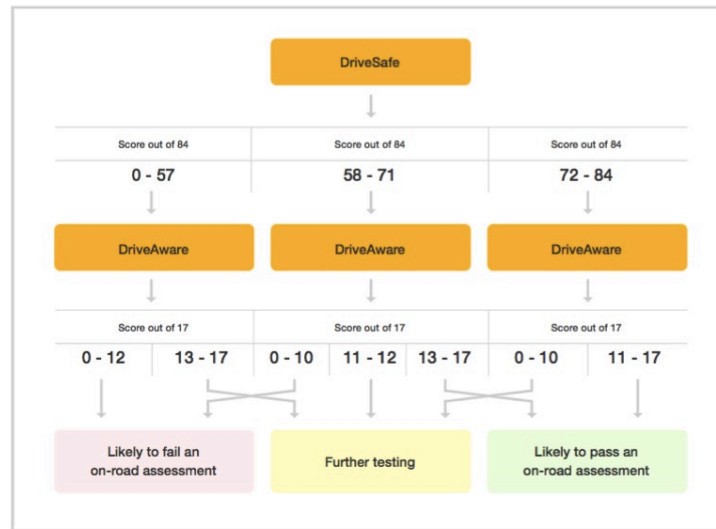 DriveSafe
Score out of 84
Score out of 84
Score out of 84
0 - 57
58 - 71
72 - 84
DriveAware
DriveAware
DriveAware
Score out of 17
Score out of 17
Score out of 17
0 - 12
13 - 17
0 - 10
11 - 12
13 - 17
0 - 10
11 - 17
Likely to fail an
on-road assessment
Further testing
Likely to pass an
on-road assessment